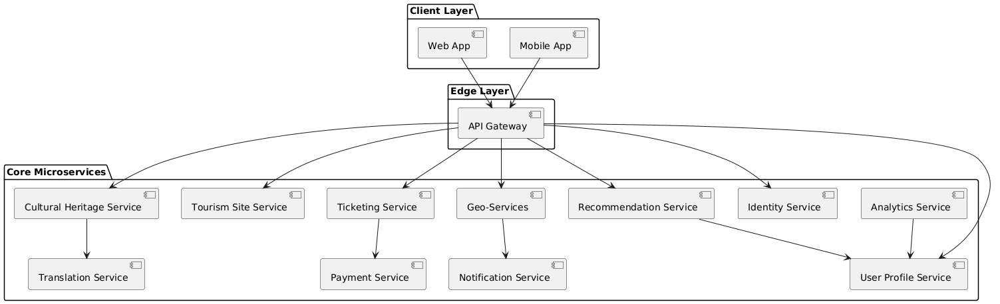 Client Layer
Web App
Mobile App
Edge Layer
API Gateway
Core Microservices
Cultural Heritage Service
Tourism Site Service
Ticketing Service
Geo-Services
Recommendation Service
Identity Service
Analytics Service
Translation Service
Payment Service
Notification Service
User Profile Service